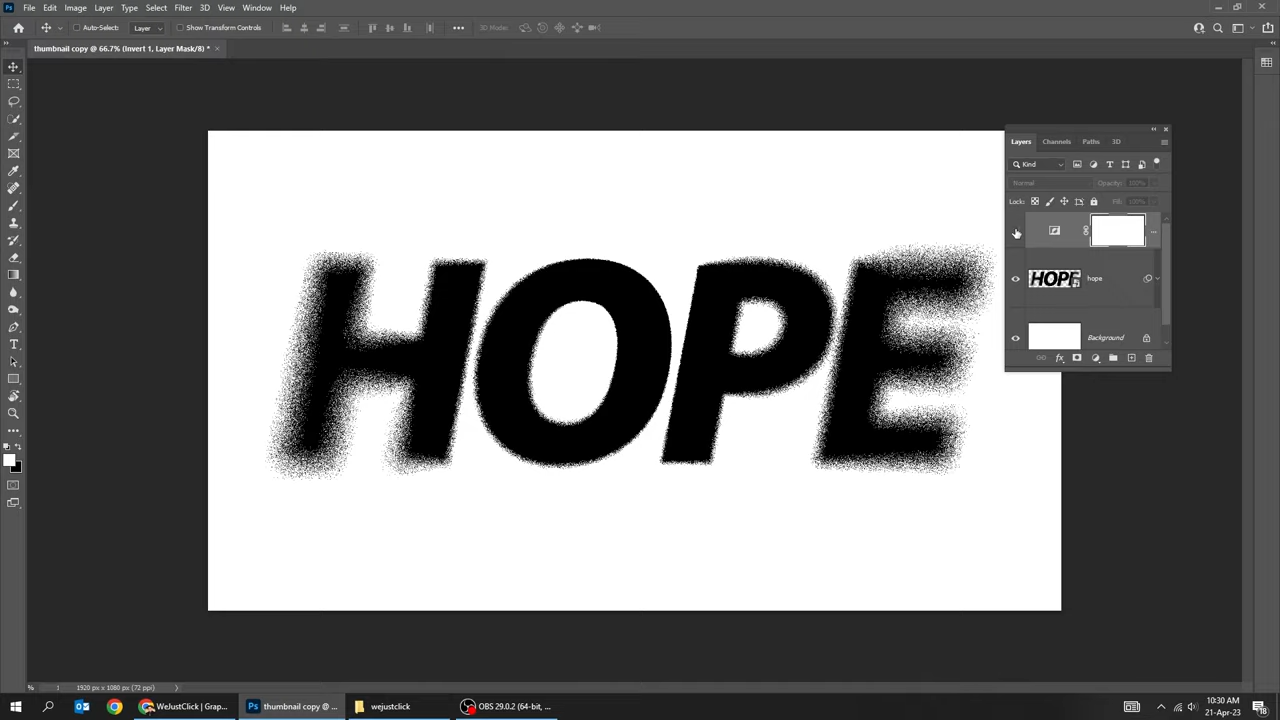 Ps File Edit Image Layer Type Select Filter 3D View Window Help
Auto-Select: Layer Show Transform Controls 3D Mode:
thumbnail copy @ 66.7% (Invert 1, Layer Mask/8) *
HOPE
Layers Channels Paths 3D
Kind
Normal Opacity: 100%
Lock: Fill: 100%
HOPE hope
Background
% 1920 px x 1080 px (72 ppi)
WeJustClick | Grap... Ps thumbnail copy @ ... wejustclick OBS 29.0.2 (64-bit, ...
10:30 AM
21-Apr-23
18